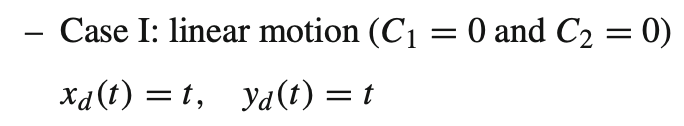 – Case I: linear motion (C₁ = 0 and C₂ = 0)
x_d(t) = t, y_d(t) = t